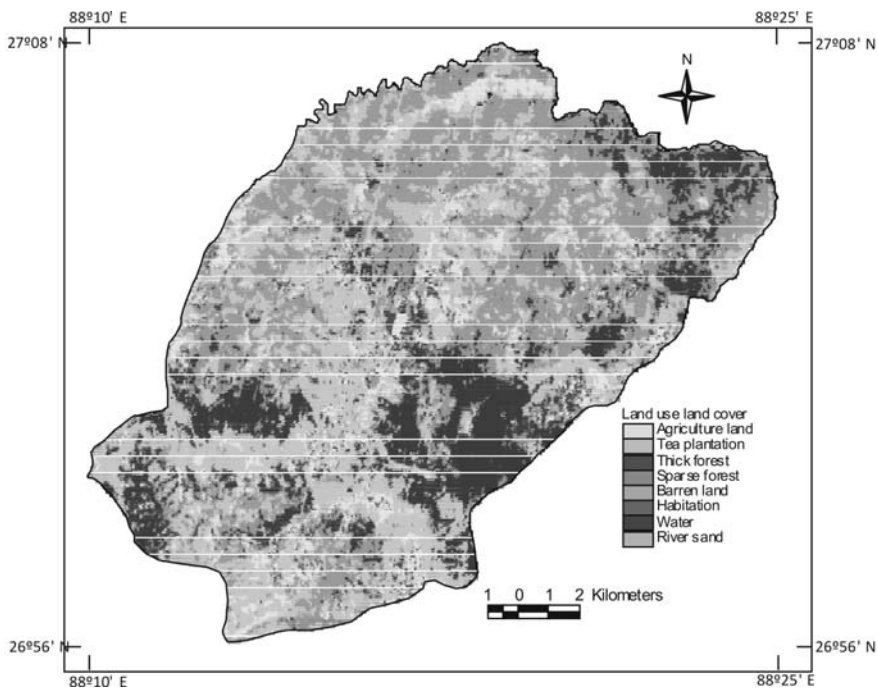 88º10' E 88º25' E
27º08' N 27º08' N
N
Land use land cover
Agriculture land
Tea plantation
Thick forest
Sparse forest
Barren land
Habitation
Water
River sand
1 0 1 2 Kilometers
26º56' N 26º56' N
88º10' E 88º25' E